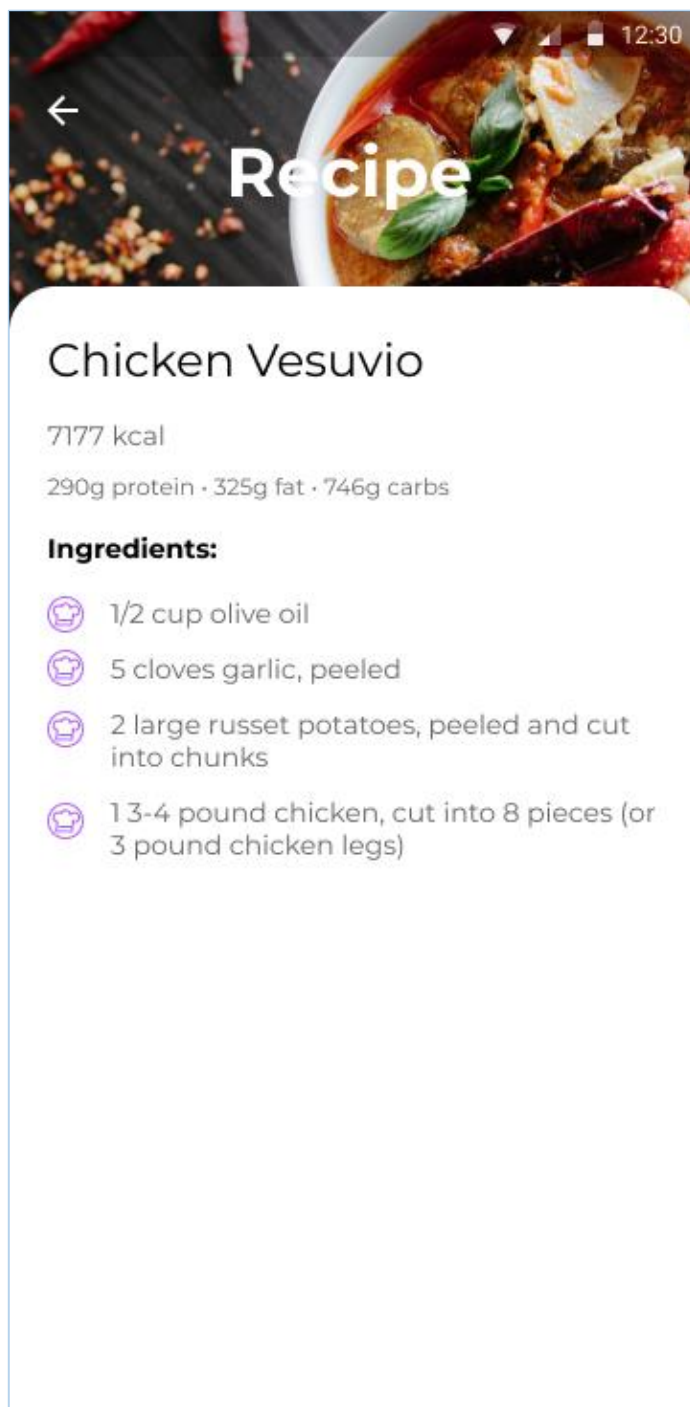 12:30
Recipe
Chicken Vesuvio
7177 kcal
290g protein • 325g fat • 746g carbs
Ingredients:
1/2 cup olive oil
5 cloves garlic, peeled
2 large russet potatoes, peeled and cut
into chunks
1 3-4 pound chicken, cut into 8 pieces (or
3 pound chicken legs)